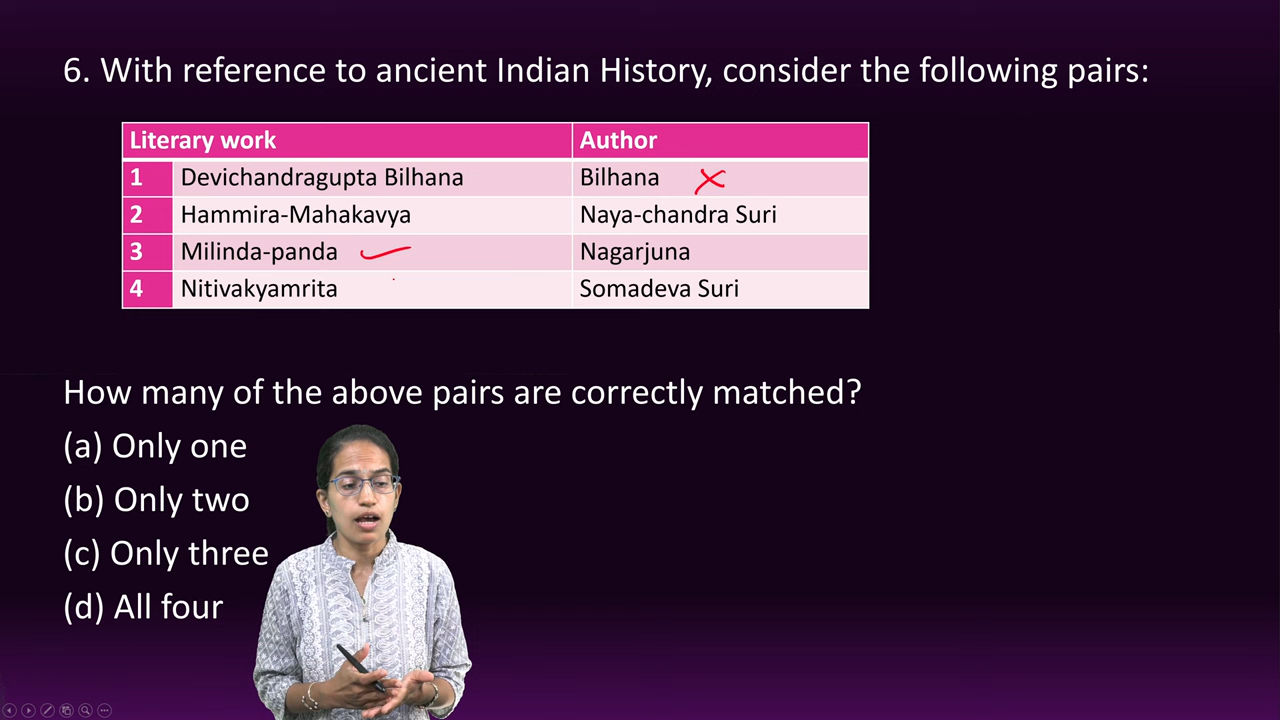 6. With reference to ancient Indian History, consider the following pairs:
Literary work Author
1 Devichandragupta Bilhana Bilhana
2 Hammira-Mahakavya Naya-chandra Suri
3 Milinda-panda Nagarjuna
4 Nitivakyamrita Somadeva Suri
How many of the above pairs are correctly matched?
(a) Only one
(b) Only two
(c) Only three
(d) All four